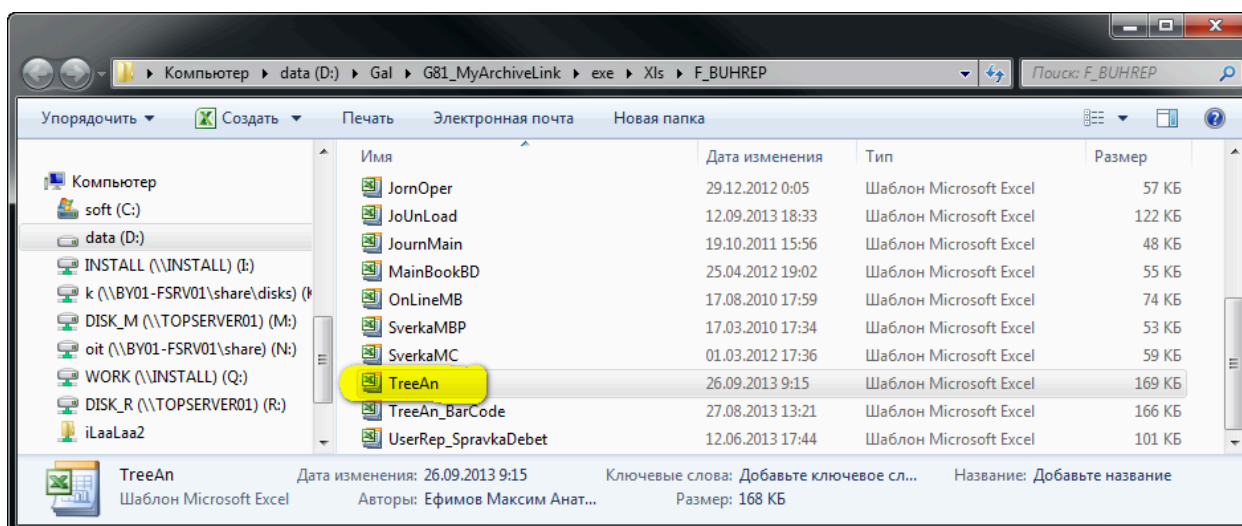 Компьютер ▸ data (D:) ▸ Gal ▸ G81_MyArchiveLink ▸ exe ▸ Xls ▸ F_BUHREP
Поиск: F_BUHREP
Упорядочить Создать Печать Электронная почта Новая папка
Имя Дата изменения Тип Размер
Компьютер
soft (C:)
data (D:)
INSTALL (\\INSTALL) (I:)
k (\\BY01-FSRV01\share\disks) (
DISK_M (\\TOPSERVER01) (M:)
oit (\\BY01-FSRV01\share) (N:)
WORK (\\INSTALL) (Q:)
DISK_R (\\TOPSERVER01) (R:)
iLaaLaa2
JornOper 29.12.2012 0:05 Шаблон Microsoft Excel 57 КБ
JoUnLoad 12.09.2013 18:33 Шаблон Microsoft Excel 122 КБ
JournMain 19.10.2011 15:56 Шаблон Microsoft Excel 48 КБ
MainBookBD 25.04.2012 19:02 Шаблон Microsoft Excel 55 КБ
OnLineMB 17.08.2010 17:59 Шаблон Microsoft Excel 74 КБ
SverkaMBP 17.03.2010 17:34 Шаблон Microsoft Excel 53 КБ
SverkaMC 01.03.2012 17:36 Шаблон Microsoft Excel 59 КБ
TreeAn 26.09.2013 9:15 Шаблон Microsoft Excel 169 КБ
TreeAn_BarCode 27.08.2013 13:21 Шаблон Microsoft Excel 166 КБ
UserRep_SpravkaDebet 12.06.2013 17:44 Шаблон Microsoft Excel 101 КБ
TreeAn Дата изменения: 26.09.2013 9:15 Ключевые слова: Добавьте ключевое сл... Название: Добавьте название
Шаблон Microsoft Excel Авторы: Ефимов Максим Анат... Размер: 168 КБ